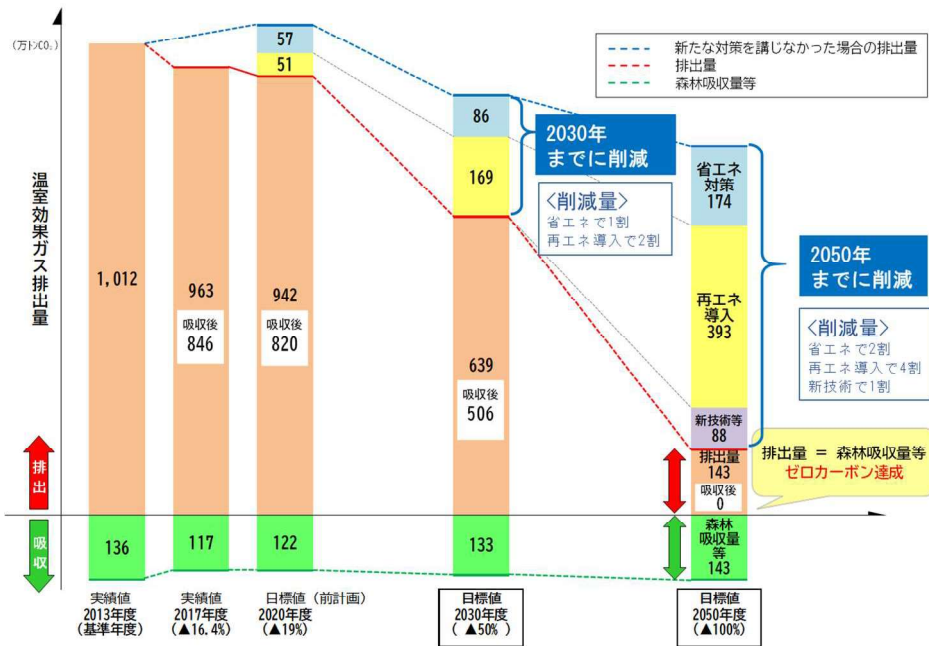 (万トンCO₂)
温室効果ガス排出量
排出
吸収
新たな対策を講じなかった場合の排出量
排出量
森林吸収量等
1,012
136
実績値
2013年度
(基準年度)
963
吸収後
846
117
実績値
2017年度
(▲16.4%)
57
51
942
吸収後
820
122
目標値(前計画)
2020年度
(▲19%)
86
169
639
吸収後
506
133
目標値
2030年度
(▲50%)
2030年
までに削減
<削減量>
省エネで1割
再エネ導入で2割
省エネ
対策
174
再エネ
導入
393
新技術等
88
排出量
143
吸収後
0
森林
吸収量
等
143
目標値
2050年度
(▲100%)
2050年
までに削減
<削減量>
省エネで2割
再エネ導入で4割
新技術で1割
排出量 = 森林吸収量等
ゼロカーボン達成